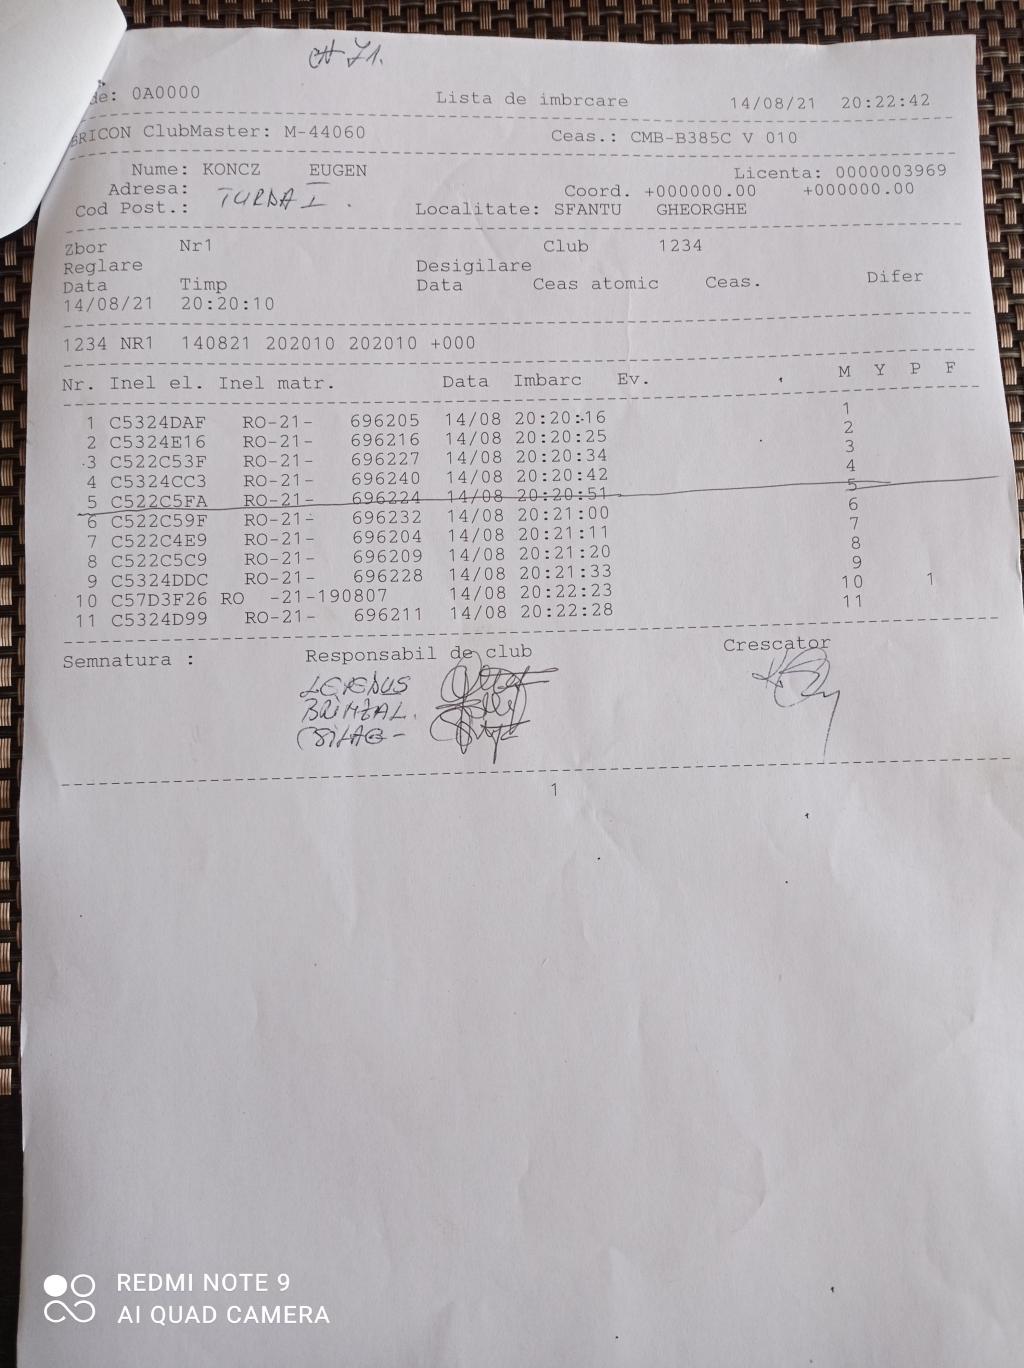 71.
de: 0A0000 Lista de imbrcare 14/08/21 20:22:42
BRICON ClubMaster: M-44060 Ceas.: CMB-B385C V 010
Nume: KONCZ EUGEN Licenta: 0000003969
Adresa: TURDA I. Coord. +000000.00 +000000.00
Cod Post.: Localitate: SFANTU GHEORGHE
Zbor Nr1 Club 1234
Reglare Desigilare
Data Timp Data Ceas atomic Ceas. Difer
14/08/21 20:20:10
1234 NR1 140821 202010 202010 +000
Nr. Inel el. Inel matr. Data Imbarc Ev. M Y P F
1 C5324DAF RO-21- 696205 14/08 20:20:16 1
2 C5324E16 RO-21- 696216 14/08 20:20:25 2
3 C522C53F RO-21- 696227 14/08 20:20:34 3
4 C5324CC3 RO-21- 696240 14/08 20:20:42 4
5 C522C5FA RO-21- 696224 14/08 20:20:51 5
6 C522C59F RO-21- 696232 14/08 20:21:00 6
7 C522C4E9 RO-21- 696204 14/08 20:21:11 7
8 C522C5C9 RO-21- 696209 14/08 20:21:20 8
9 C5324DDC RO-21- 696228 14/08 20:21:33 9
10 C57D3F26 RO -21-190807 14/08 20:22:23 10 1
11 C5324D99 RO-21- 696211 14/08 20:22:28 11
Semnatura : Responsabil de club Crescator
BRINZAL.
CSILAG-
1
REDMI NOTE 9
AI QUAD CAMERA